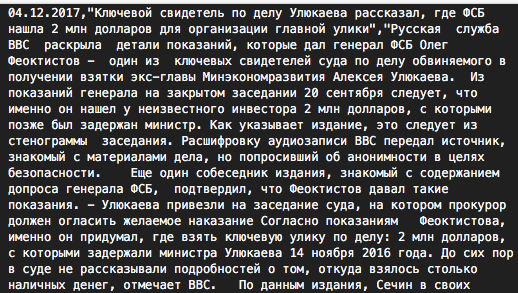 04.12.2017,"Ключевой свидетель по делу Улюкаева рассказал, где ФСБ
нашла 2 млн долларов для организации главной улики","Русская служба
BBC раскрыла детали показаний, которые дал генерал ФСБ Олег
Феоктистов – один из ключевых свидетелей суда по делу обвиняемого в
получении взятки экс-главы Минэкономразвития Алексея Улюкаева. Из
показаний генерала на закрытом заседании 20 сентября следует, что
именно он нашел у неизвестного инвестора 2 млн долларов, с которыми
позже был задержан министр. Как указывает издание, это следует из
стенограммы заседания. Расшифровку аудиозаписи BBC передал источник,
знакомый с материалами дела, но попросивший об анонимности в целях
безопасности. Еще один собеседник издания, знакомый с содержанием
допроса генерала ФСБ, подтвердил, что Феоктистов давал такие
показания. – Улюкаева привезли на заседание суда, на котором прокурор
должен огласить желаемое наказание Согласно показаниям Феоктистова,
именно он придумал, где взять ключевую улику по делу: 2 млн долларов,
с которыми задержали министра Улюкаева 14 ноября 2016 года. До сих пор
в суде не рассказывали подробностей о том, откуда взялось столько
наличных денег, отмечает BBC. По данным издания, Сечин в своих